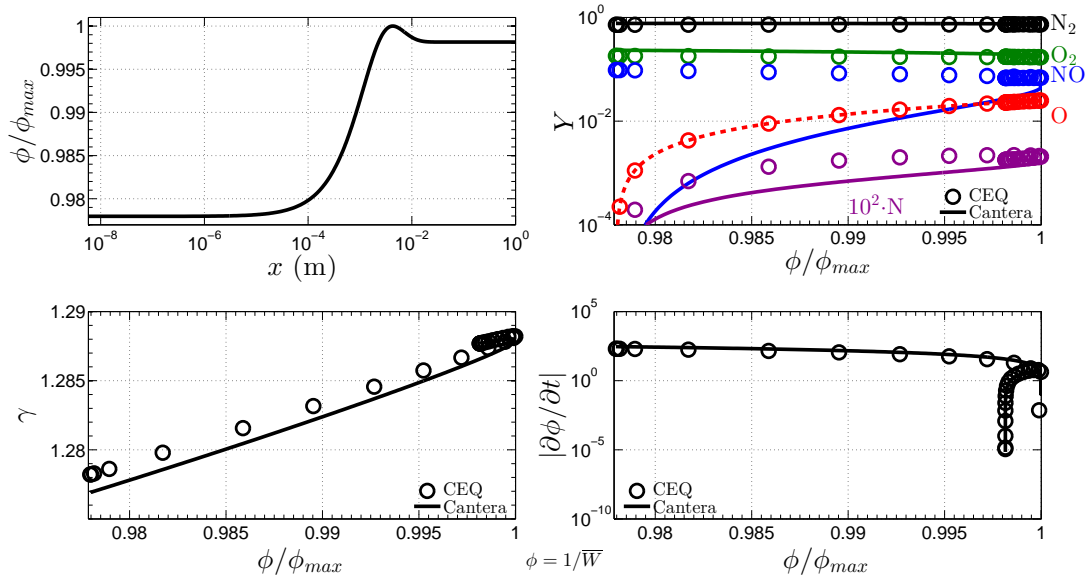 1
0.995
0.99
0.985
0.98
ϕ/ϕ_max
10^−8 10^−6 10^−4 10^−2 10^0
x (m)
10^0
10^−2
10^−4
Y
N_2
O_2
NO
O
10^2·N
CEQ
Cantera
0.98 0.985 0.99 0.995 1
ϕ/ϕ_max
1.29
1.285
1.28
γ
CEQ
Cantera
0.98 0.985 0.99 0.995 1
ϕ/ϕ_max
ϕ = 1/W̅
10^5
10^0
10^−5
10^−10
|∂ϕ/∂t|
CEQ
Cantera
0.98 0.985 0.99 0.995 1
ϕ/ϕ_max